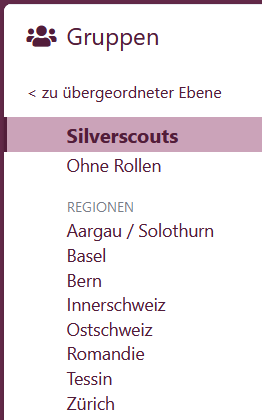 Gruppen
< zu übergeordneter Ebene
Silverscouts
Ohne Rollen
REGIONEN
Aargau / Solothurn
Basel
Bern
Innerschweiz
Ostschweiz
Romandie
Tessin
Zürich